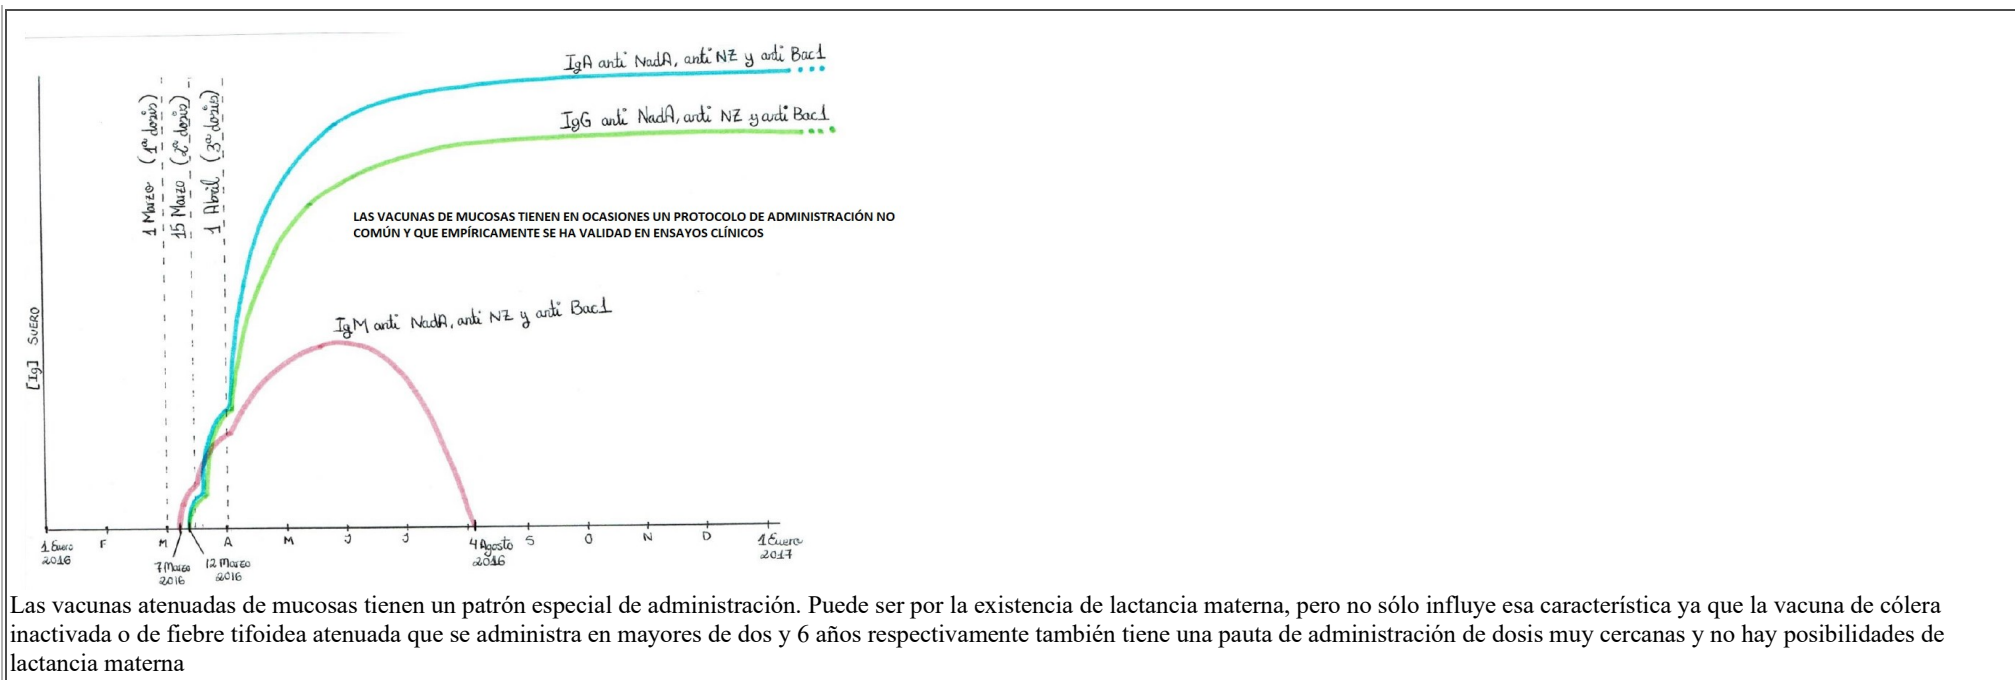 IgA anti NadA, anti NZ y anti Bac1
IgG anti NadA, anti NZ y anti Bac1
1 Marzo (1ª dosis)
15 Marzo (2ª dosis)
1 Abril (3ª dosis)
LAS VACUNAS DE MUCOSAS TIENEN EN OCASIONES UN PROTOCOLO DE ADMINISTRACIÓN NO
COMÚN Y QUE EMPÍRICAMENTE SE HA VALIDAD EN ENSAYOS CLÍNICOS
IgM anti NadA, anti NZ y anti Bac1
[Ig] SUERO
1 Enero
2016
F
M
A
M
J
J
4 Agosto
2016
S
O
N
D
1 Enero
2017
7 Marzo
2016
12 Marzo
2016
Las vacunas atenuadas de mucosas tienen un patrón especial de administración. Puede ser por la existencia de lactancia materna, pero no sólo influye esa característica ya que la vacuna de cólera
inactivada o de fiebre tifoidea atenuada que se administra en mayores de dos y 6 años respectivamente también tiene una pauta de administración de dosis muy cercanas y no hay posibilidades de
lactancia materna